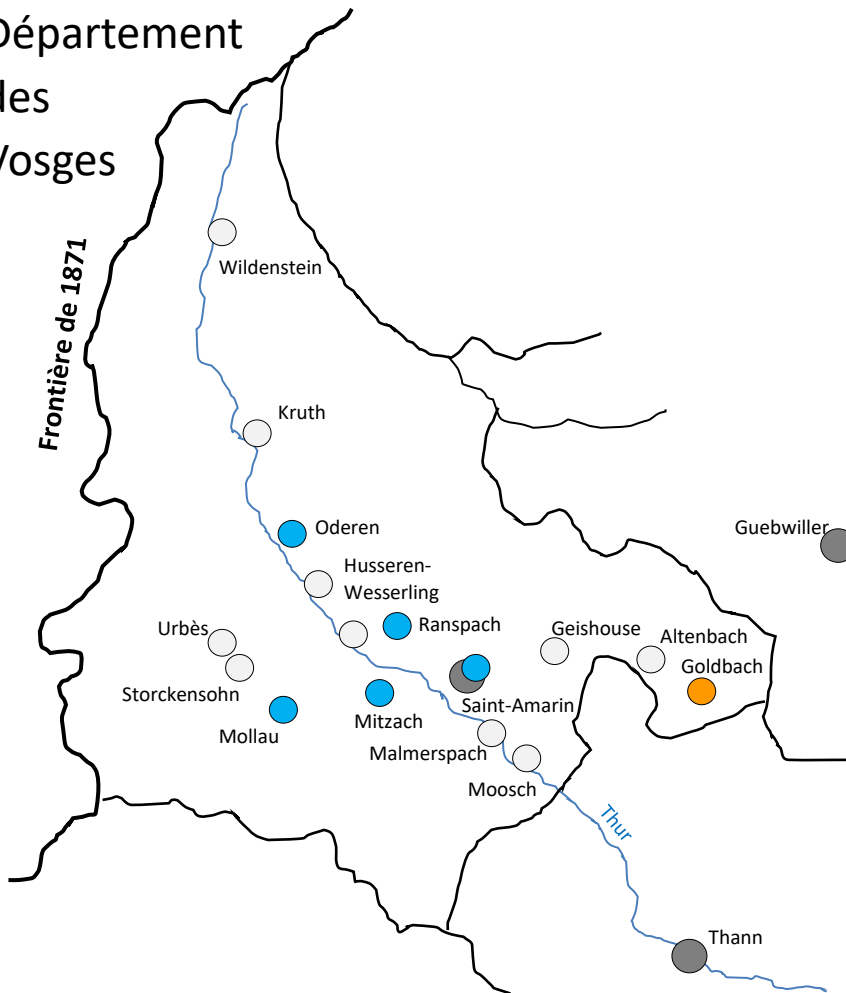 Département
des
Vosges
Frontière de 1871
Wildenstein
Kruth
Oderen
Guebwiller
Husseren-
Wesserling
Urbès
Ranspach
Geishouse
Altenbach
Goldbach
Storckensohn
Saint-Amarin
Mitzach
Mollau
Malmerspach
Moosch
Thur
Thann